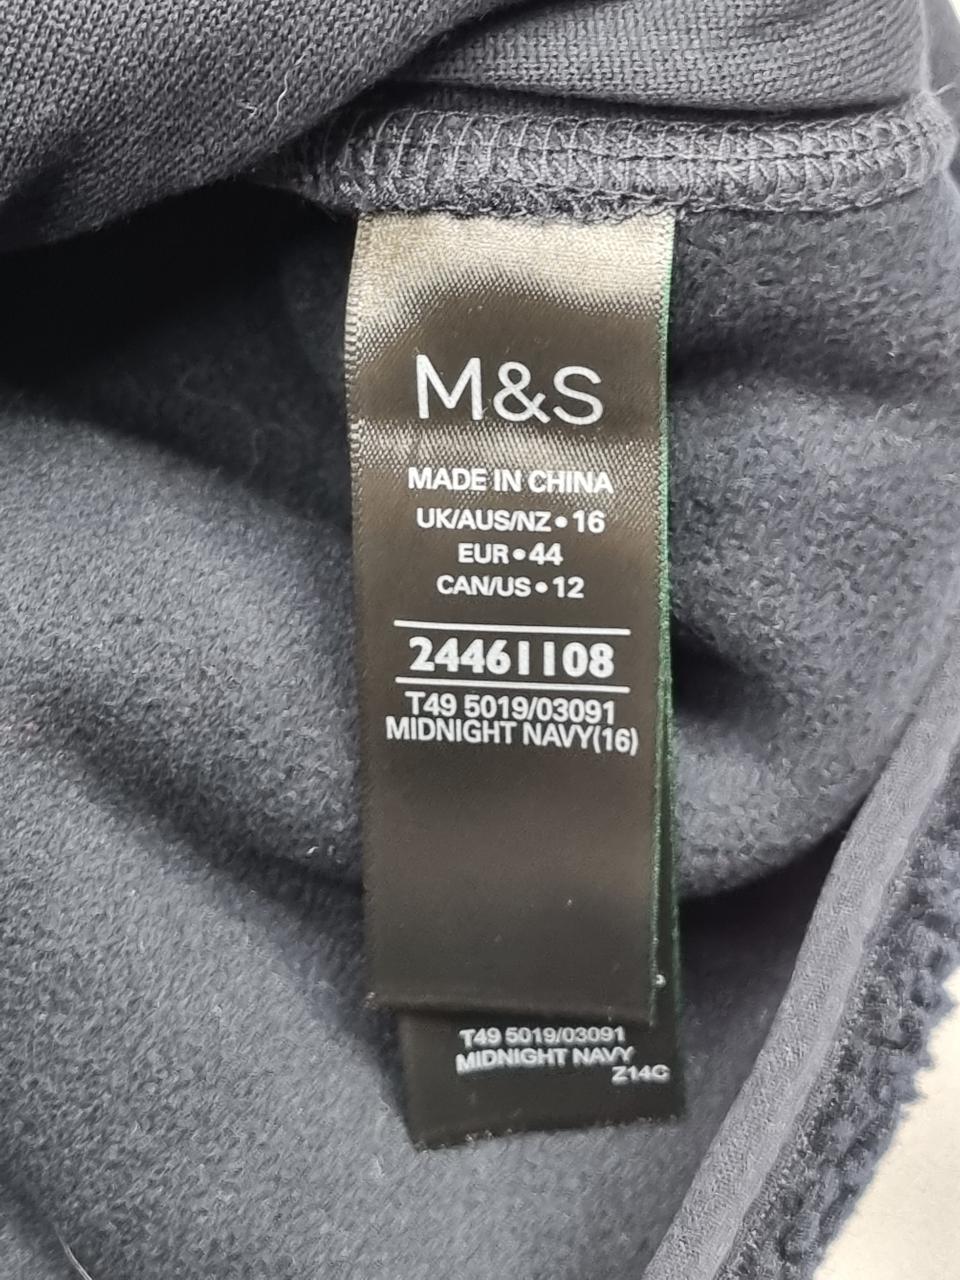 M&S
MADE IN CHINA
UK/AUS/NZ•16
EUR•44
CAN/US•12
24461108
T49 5019/03091
MIDNIGHT NAVY(16)
T49 5019/03091
MIDNIGHT NAVY
Z14C